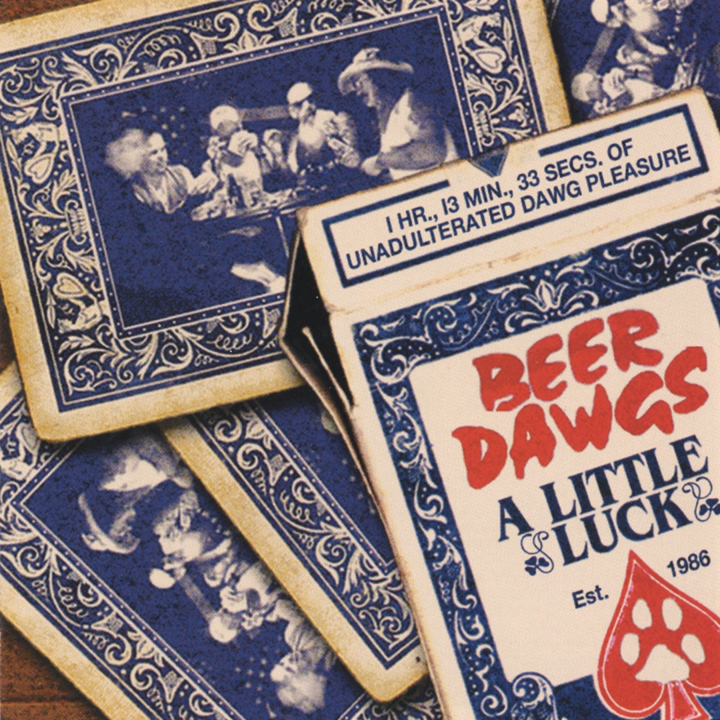 1 HR., 13 MIN., 33 SECS. OF
UNADULTERATED DAWG PLEASURE
BEER
DAWGS
A LITTLE
LUCK
Est. 1986